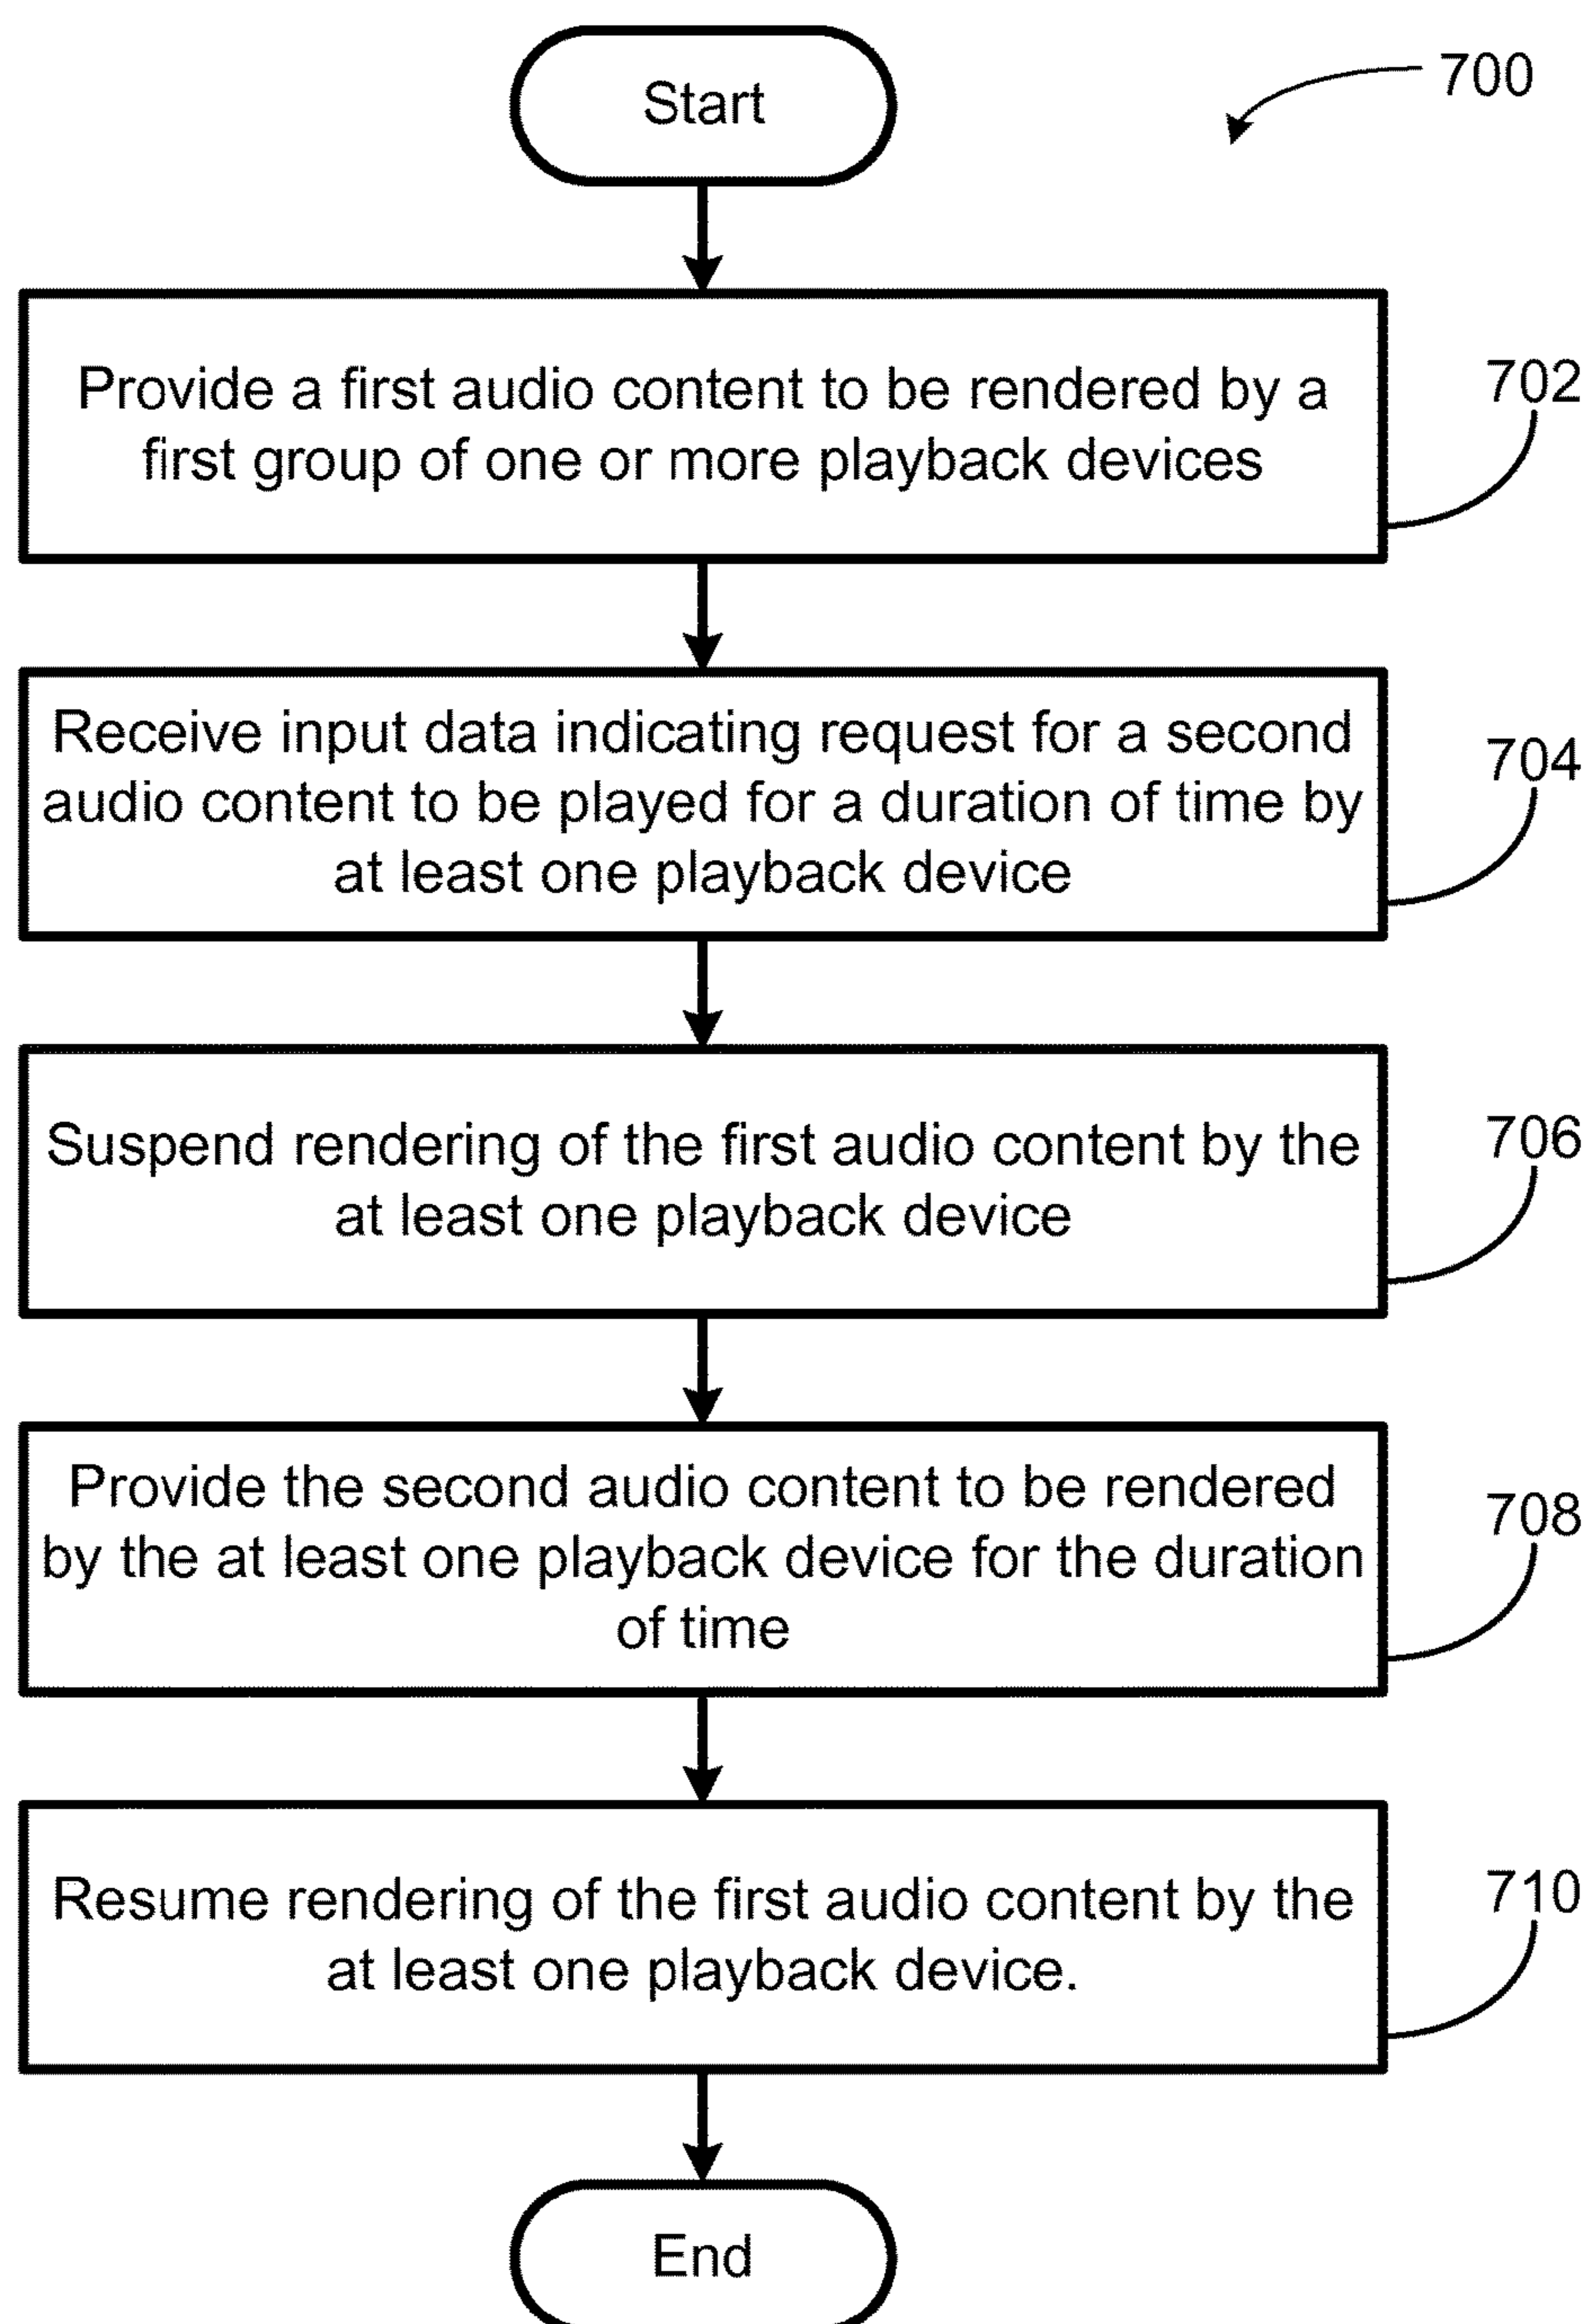 Start
700
Provide a first audio content to be rendered by a
first group of one or more playback devices
702
Receive input data indicating request for a second
audio content to be played for a duration of time by
at least one playback device
704
Suspend rendering of the first audio content by the
at least one playback device
706
Provide the second audio content to be rendered
by the at least one playback device for the duration
of time
708
Resume rendering of the first audio content by the
at least one playback device.
710
End